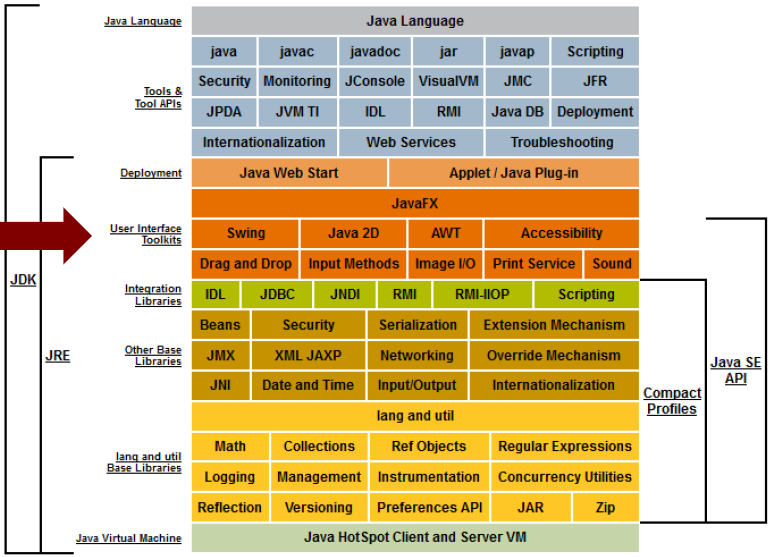 Java Language
Java Language
java javac javadoc jar javap Scripting
Tools &
Tool APIs
Security Monitoring JConsole VisualVM JMC JFR
JPDA JVM TI IDL RMI Java DB Deployment
Internationalization Web Services Troubleshooting
Deployment
Java Web Start Applet / Java Plug-in
JavaFX
User Interface
Toolkits
Swing Java 2D AWT Accessibility
Drag and Drop Input Methods Image I/O Print Service Sound
JDK
Integration
Libraries
IDL JDBC JNDI RMI RMI-IIOP Scripting
Beans Security Serialization Extension Mechanism
JRE
Other Base
Libraries
JMX XML JAXP Networking Override Mechanism
Java SE
API
JNI Date and Time Input/Output Internationalization
Compact
Profiles
lang and util
lang and util
Base Libraries
Math Collections Ref Objects Regular Expressions
Logging Management Instrumentation Concurrency Utilities
Reflection Versioning Preferences API JAR Zip
Java Virtual Machine
Java HotSpot Client and Server VM